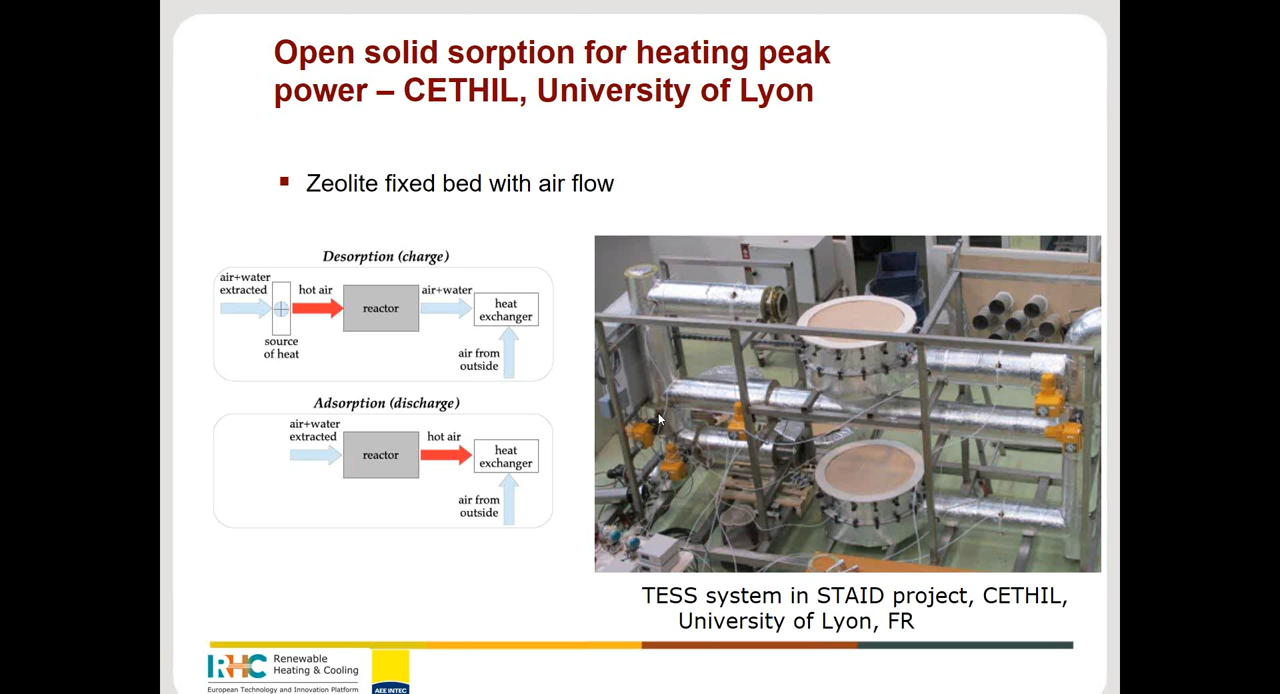 Open solid sorption for heating peak
power – CETHIL, University of Lyon
Zeolite fixed bed with air flow
Desorption (charge)
air+water
extracted
hot air
reactor
air+water
heat
exchanger
source
of heat
air from
outside
Adsorption (discharge)
air+water
extracted
reactor
hot air
heat
exchanger
air from
outside
TESS system in STAID project, CETHIL,
University of Lyon, FR
RHC
Renewable
Heating & Cooling
European Technology and Innovation Platform
AEE INTEC